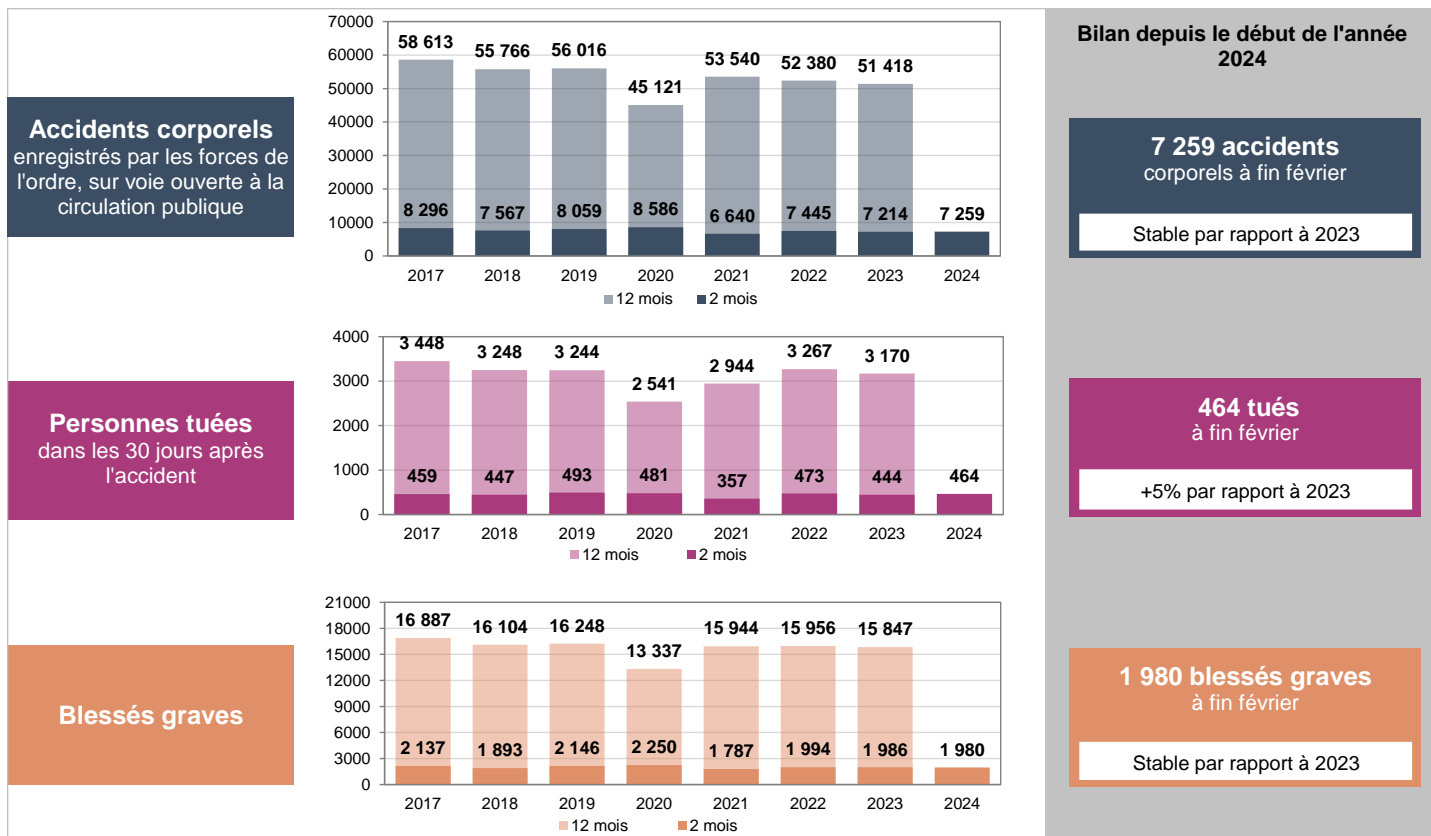 Accidents corporels
enregistrés par les forces de
l'ordre, sur voie ouverte à la
circulation publique
70000
60000
50000
40000
30000
20000
10000
0
58 613
55 766
56 016
45 121
53 540
52 380
51 418
8 296
7 567
8 059
8 586
6 640
7 445
7 214
7 259
2017 2018 2019 2020 2021 2022 2023 2024
12 mois 2 mois
Bilan depuis le début de l'année
2024
7 259 accidents
corporels à fin février
Stable par rapport à 2023
Personnes tuées
dans les 30 jours après
l'accident
4000
3000
2000
1000
0
3 448
3 248
3 244
2 541
2 944
3 267
3 170
459
447
493
481
357
473
444
464
2017 2018 2019 2020 2021 2022 2023 2024
12 mois 2 mois
464 tués
à fin février
+5% par rapport à 2023
Blessés graves
21000
18000
15000
12000
9000
6000
3000
0
16 887
16 104
16 248
13 337
15 944
15 956
15 847
2 137
1 893
2 146
2 250
1 787
1 994
1 986
1 980
2017 2018 2019 2020 2021 2022 2023 2024
12 mois 2 mois
1 980 blessés graves
à fin février
Stable par rapport à 2023